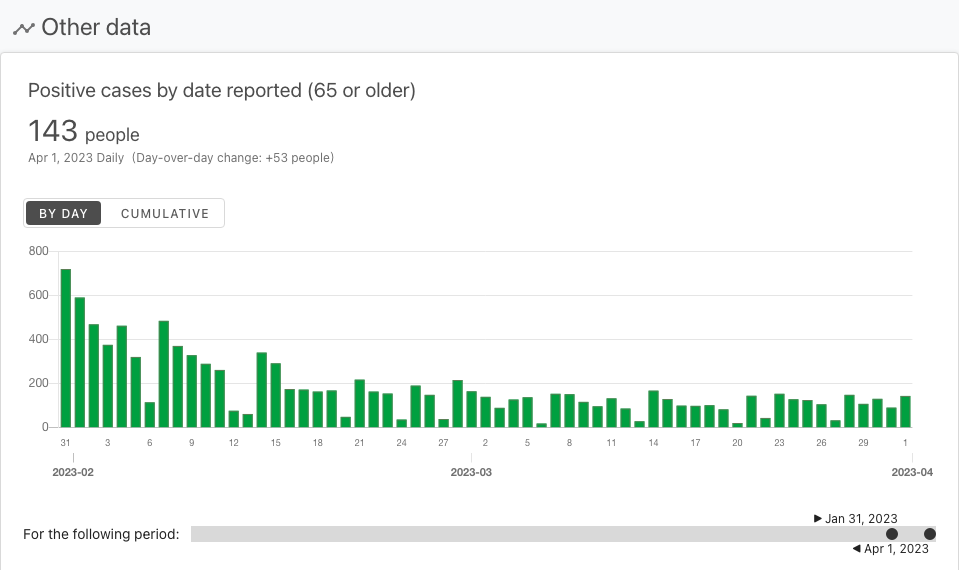 Other data
Positive cases by date reported (65 or older)
143 people
Apr 1, 2023 Daily (Day-over-day change: +53 people)
BY DAY CUMULATIVE
800
600
400
200
0
31 3 6 9 12 15 18 21 24 27 2 5 8 11 14 17 20 23 26 29 1
2023-02 2023-03 2023-04
Jan 31, 2023
For the following period:
Apr 1, 2023